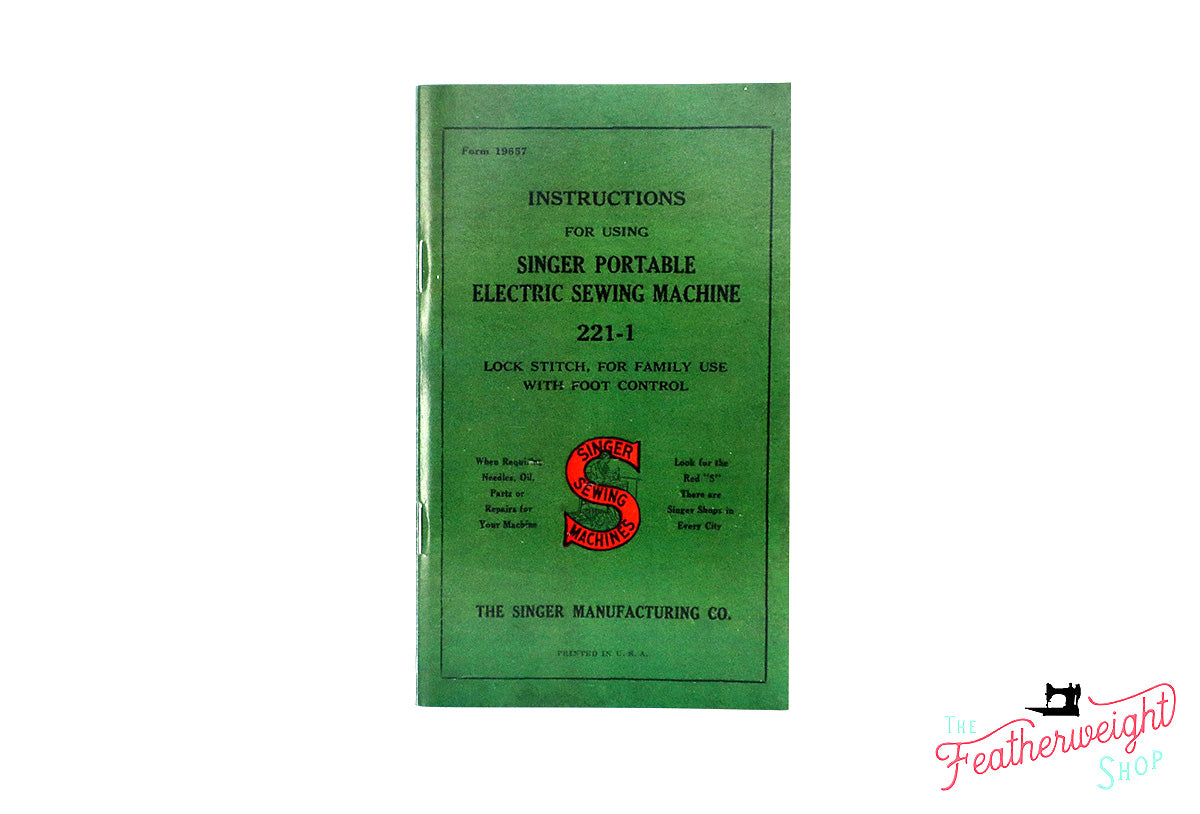 Form 19657
INSTRUCTIONS
FOR USING
SINGER PORTABLE
ELECTRIC SEWING MACHINE
221-1
LOCK STITCH, FOR FAMILY USE
WITH FOOT CONTROL
When Requiring
Needles, Oil,
Parts or
Repairs for
Your Machine
SINGER
SEWING
MACHINES
Look for the
Red "S"
There are
Singer Shops in
Every City
THE SINGER MANUFACTURING CO.
PRINTED IN U.S.A.
THE
Featherweight
SHOP